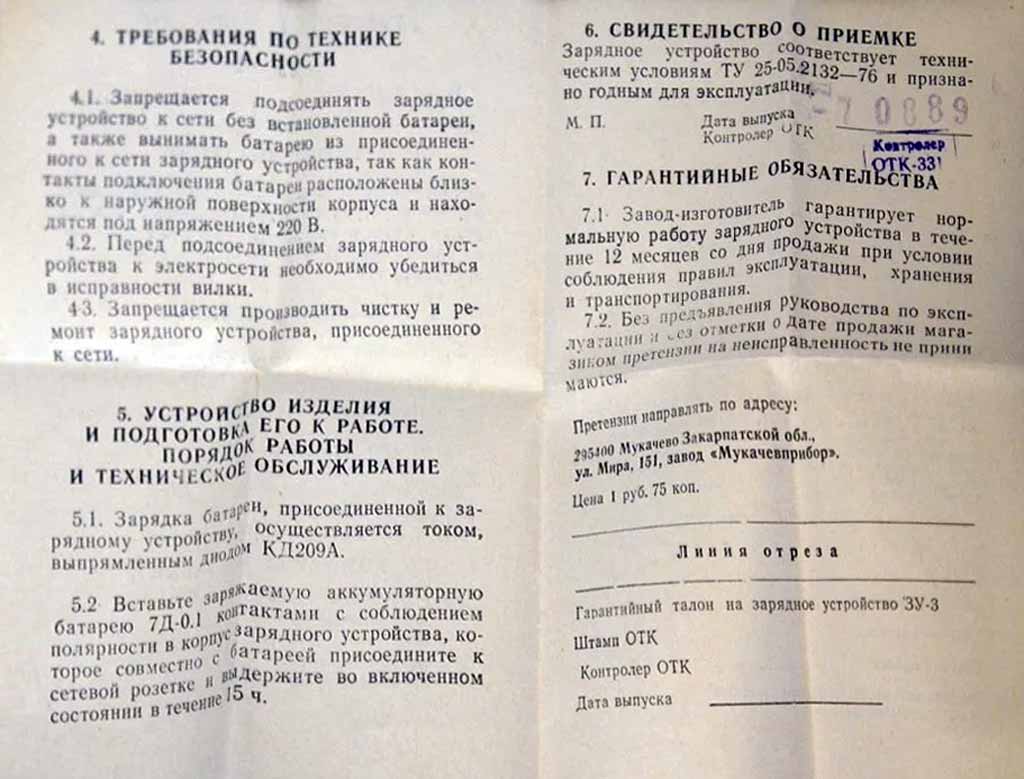 4. ТРЕБОВАНИЯ ПО ТЕХНИКЕ
БЕЗОПАСНОСТИ
4.1. Запрещается подсоединять зарядное
устройство к сети без встановленной батареи,
а также вынимать батарею из присоединен-
ного к сети зарядного устройства, так как кон-
такты подключения батареи расположены близ-
ко к наружной поверхности корпуса и нахо-
дятся под напряжением 220 В.
4.2. Перед подсоединением зарядного уст-
ройства к электросети необходимо убедиться
в исправности вилки.
4.3. Запрещается производить чистку и ре-
монт зарядного устройства, присоединенного
к сети.
5. УСТРОЙСТВО ИЗДЕЛИЯ
И ПОДГОТОВКА ЕГО К РАБОТЕ.
ПОРЯДОК РАБОТЫ
И ТЕХНИЧЕСКОЕ ОБСЛУЖИВАНИЕ
5.1. Зарядка батареи, присоединенной к за-
рядному устройству, осуществляется током,
выпрямленным диодом КД209А.
5.2 Вставьте заряжаемую аккумуляторную
батарею 7Д-0.1 контактами с соблюдением
полярности в корпус зарядного устройства, ко-
торое совместно с батареей присоедините к
сетевой розетке и выдержите во включенном
состоянии в течение 15 ч.
6. СВИДЕТЕЛЬСТВО О ПРИЕМКЕ
Зарядное устройство соответствует техни-
ческим условиям ТУ 25-05.2132—76 и призна-
но годным для эксплуатации.
М. П.
Дата выпуска
70889
Контролер ОТК
Контролер
ОТК-33
7. ГАРАНТИЙНЫЕ ОБЯЗАТЕЛЬСТВА
7.1 Завод-изготовитель гарантирует нор-
мальную работу зарядного устройства в тече-
ние 12 месяцев со дня продажи при условии
соблюдения правил эксплуатации, хранения
и транспортирования.
7.2. Без предъявления руководства по эксп-
луатации и без отметки о дате продажи мага-
зиком претензии на неисправленность не прини
маются.
Претензии направлять по адресу:
295400 Мукачево Закарпатской обл.,
ул. Мира, 151, завод «Мукачевприбор».
Цена 1 руб. 75 коп.
Линия отреза
Гарантийный талон на зарядное устройство ЗУ-3
Штамп ОТК
Контролер ОТК
Дата выпуска